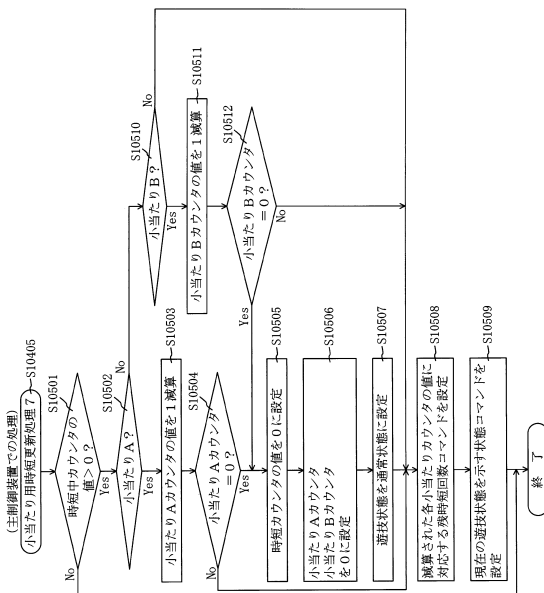 (主制御装置での処理)
小当たり用時短更新処理7
S10405
時短中カウンタの
値>0?
S10501
No
Yes
小当たりA?
S10502
No
Yes
小当たりAカウンタの値を1減算
S10503
小当たりAカウンタ
=0?
S10504
No
Yes
時短カウンタの値を0に設定
S10505
小当たりAカウンタ
小当たりBカウンタ
を0に設定
S10506
遊技状態を通常状態に設定
S10507
減算された各小当たりカウンタの値に
対応する残時短回数コマンドを設定
S10508
現在の遊技状態を示す状態コマンドを
設定
S10509
終了
小当たりB?
S10510
No
Yes
小当たりBカウンタの値を1減算
S10511
小当たりBカウンタ
=0?
S10512
Yes
No